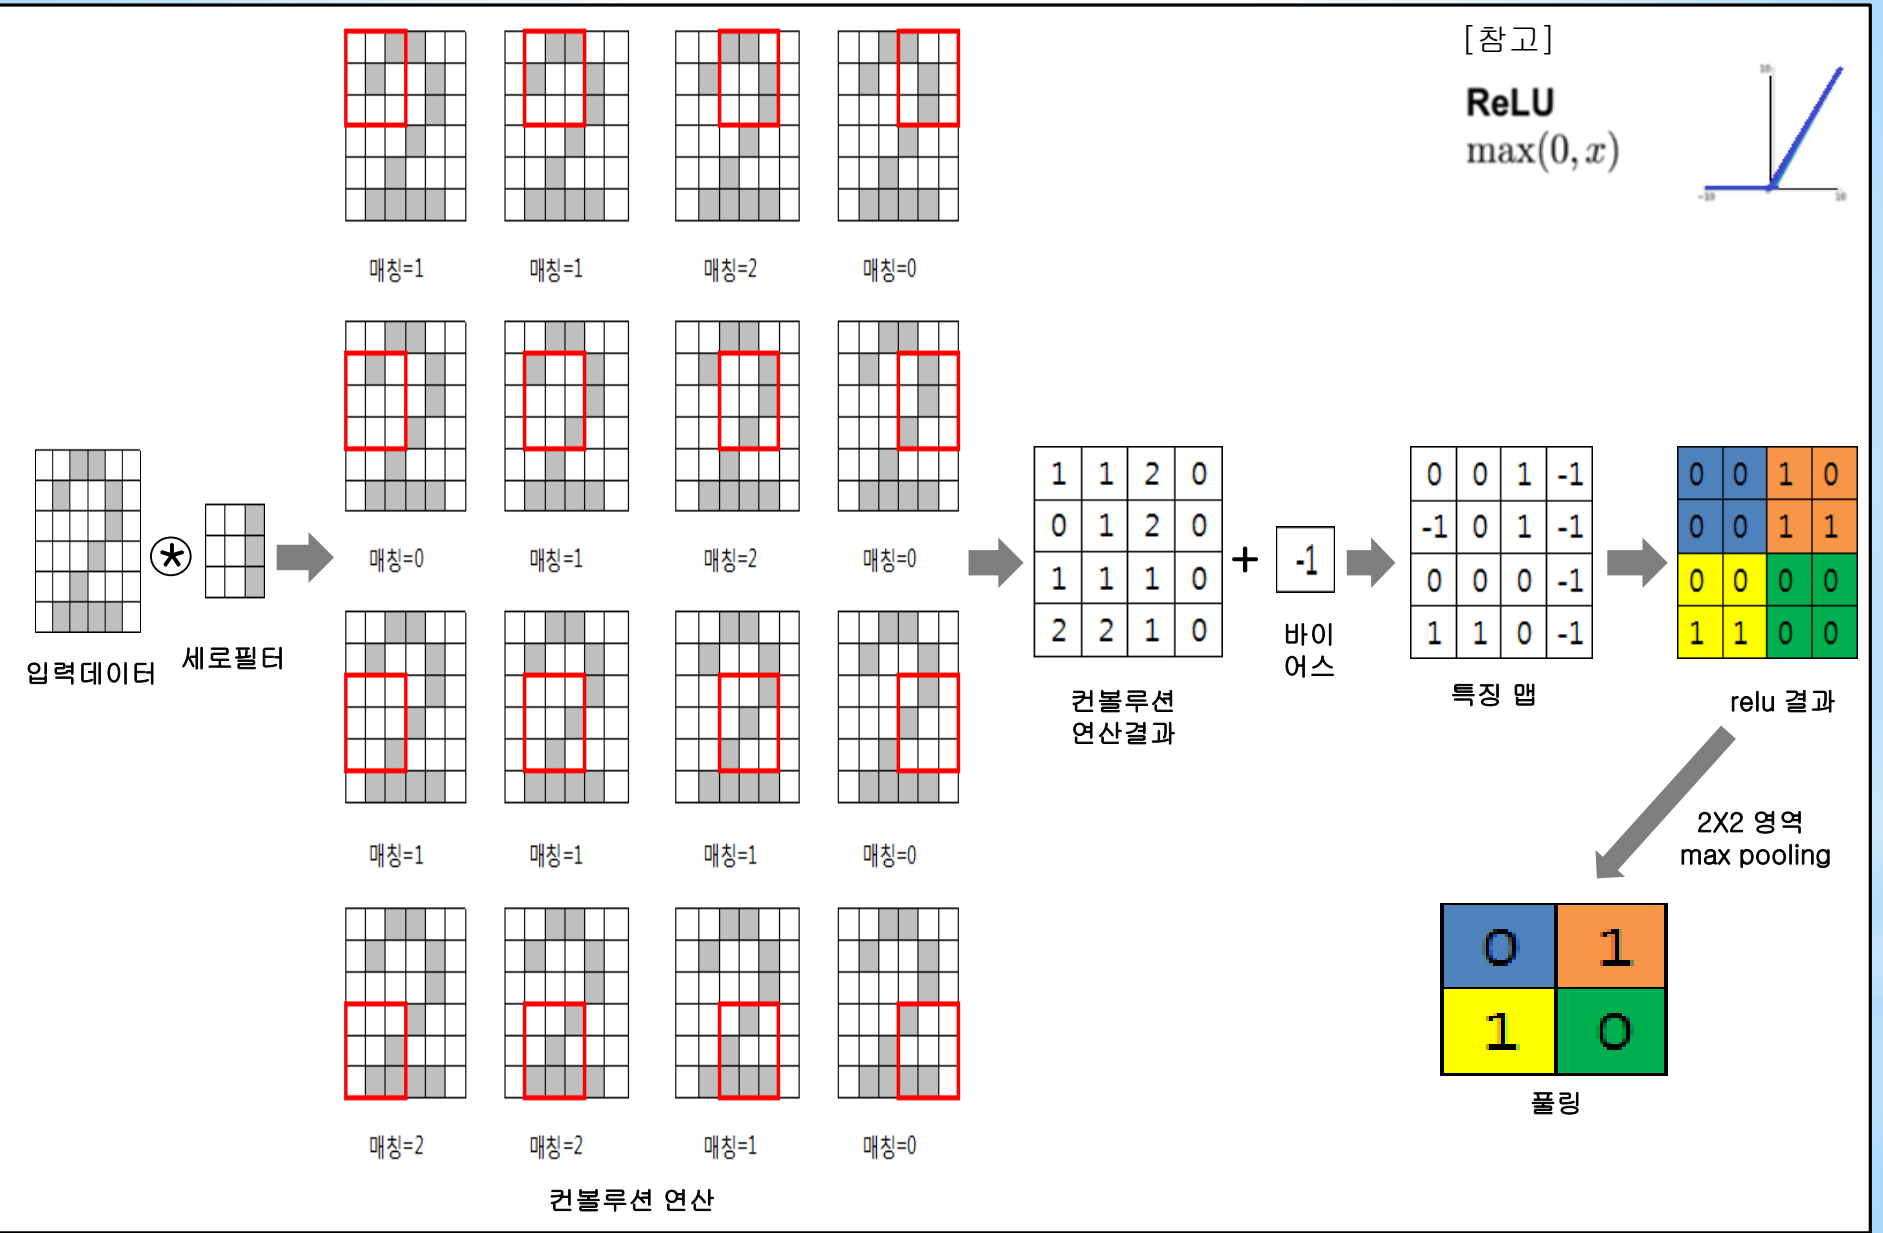 [참고]
ReLU
max(0, x)
10
-10
10
매칭=1
매칭=1
매칭=2
매칭=0
매칭=0
매칭=1
매칭=2
매칭=0
매칭=1
매칭=1
매칭=1
매칭=0
매칭=2
매칭=2
매칭=1
매칭=0
컨볼루션 연산
입력데이터
세로필터
1 1 2 0
0 1 2 0
1 1 1 0
2 2 1 0
컨볼루션
연산결과
+
-1
바이
어스
0 0 1 -1
-1 0 1 -1
0 0 0 -1
1 1 0 -1
특징 맵
0 0 1 0
0 0 1 1
0 0 0 0
1 1 0 0
relu 결과
2X2 영역
max pooling
0 1
1 0
풀링